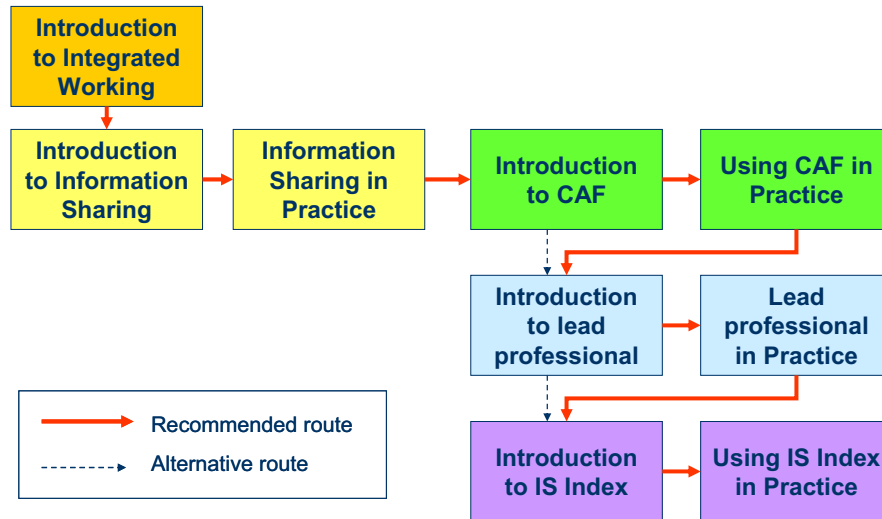 Introduction
to Integrated
Working
Introduction
to Information
Sharing
Information
Sharing in
Practice
Introduction
to CAF
Using CAF in
Practice
Introduction
to lead
professional
Lead
professional
in Practice
Recommended route
Alternative route
Introduction
to IS Index
Using IS Index
in Practice